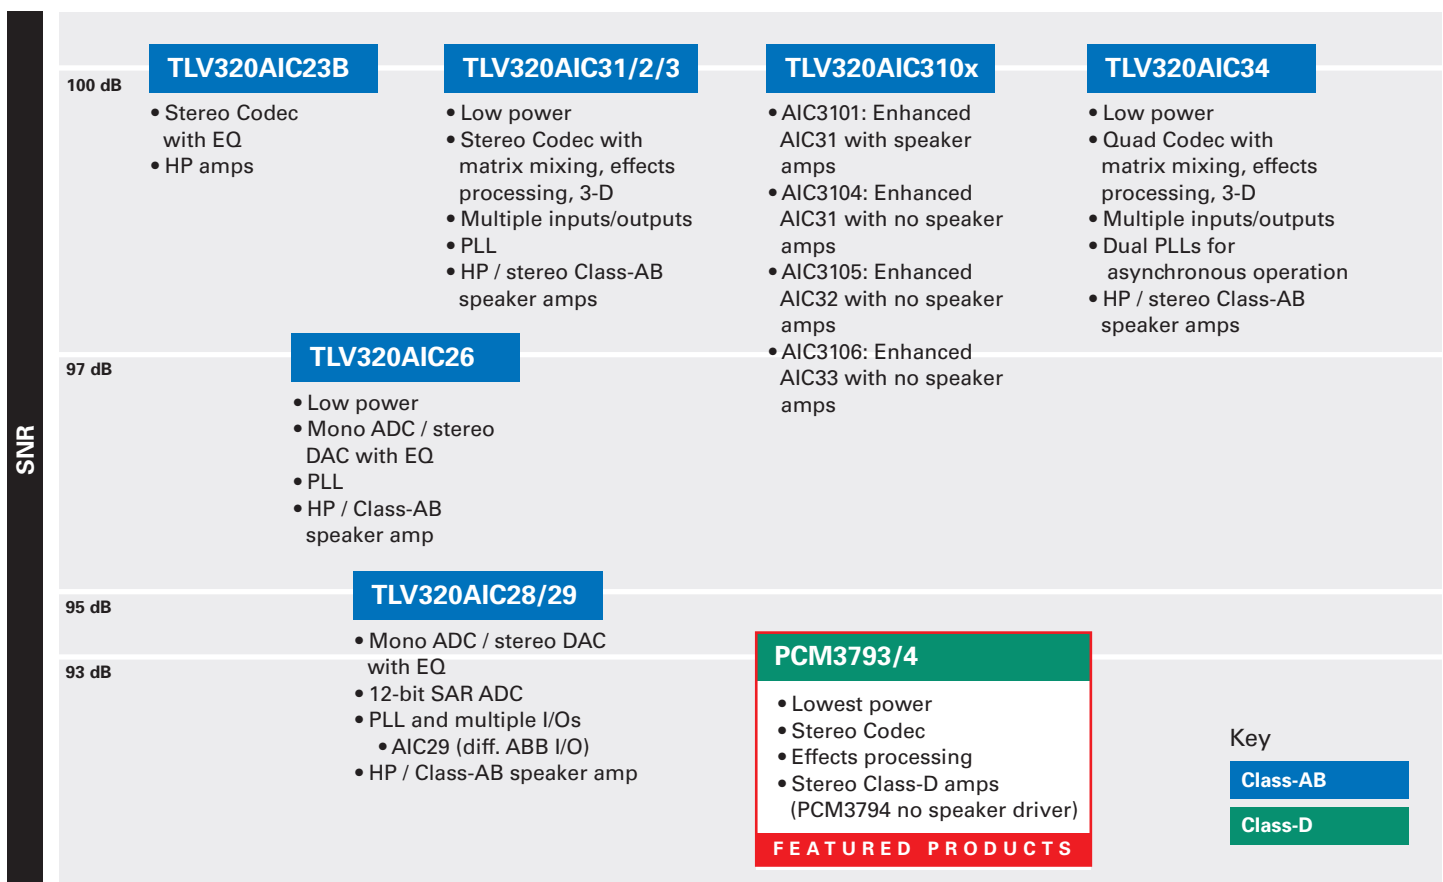 SNR
100 dB
TLV320AIC23B
• Stereo Codec
with EQ
• HP amps
TLV320AIC31/2/3
• Low power
• Stereo Codec with
matrix mixing, effects
processing, 3-D
• Multiple inputs/outputs
• PLL
• HP / stereo Class-AB
speaker amps
TLV320AIC310x
• AIC3101: Enhanced
AIC31 with speaker
amps
• AIC3104: Enhanced
AIC31 with no speaker
amps
• AIC3105: Enhanced
AIC32 with no speaker
amps
• AIC3106: Enhanced
AIC33 with no speaker
amps
TLV320AIC34
• Low power
• Quad Codec with
matrix mixing, effects
processing, 3-D
• Multiple inputs/outputs
• Dual PLLs for
asynchronous operation
• HP / stereo Class-AB
speaker amps
97 dB
TLV320AIC26
• Low power
• Mono ADC / stereo
DAC with EQ
• PLL
• HP / Class-AB
speaker amp
95 dB
TLV320AIC28/29
• Mono ADC / stereo DAC
with EQ
• 12-bit SAR ADC
• PLL and multiple I/Os
• AIC29 (diff. ABB I/O)
• HP / Class-AB speaker amp
93 dB
PCM3793/4
• Lowest power
• Stereo Codec
• Effects processing
• Stereo Class-D amps
(PCM3794 no speaker driver)
FEATURED PRODUCTS
Key
Class-AB
Class-D